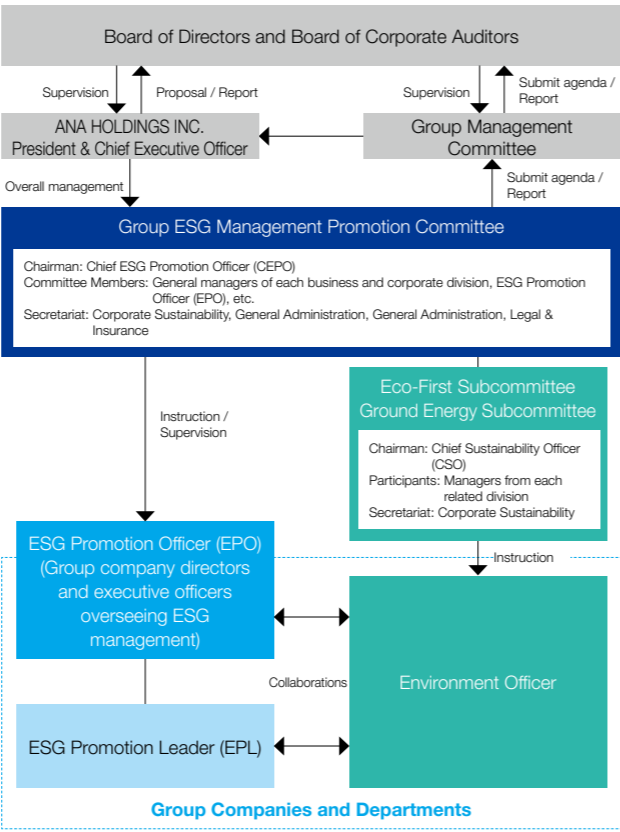 Board of Directors and Board of Corporate Auditors
Supervision
Proposal / Report
Supervision
Submit agenda /
Report
ANA HOLDINGS INC.
President & Chief Executive Officer
Group Management
Committee
Overall management
Submit agenda /
Report
Group ESG Management Promotion Committee
Chairman: Chief ESG Promotion Officer (CEPO)
Committee Members: General managers of each business and corporate division, ESG Promotion
Officer (EPO), etc.
Secretariat: Corporate Sustainability, General Administration, General Administration, Legal &
Insurance
Instruction /
Supervision
Eco-First Subcommittee
Ground Energy Subcommittee
Chairman: Chief Sustainability Officer
(CSO)
Participants: Managers from each
related division
Secretariat: Corporate Sustainability
Instruction
ESG Promotion Officer (EPO)
(Group company directors
and executive officers
overseeing ESG
management)
Collaborations
Environment Officer
ESG Promotion Leader (EPL)
Group Companies and Departments